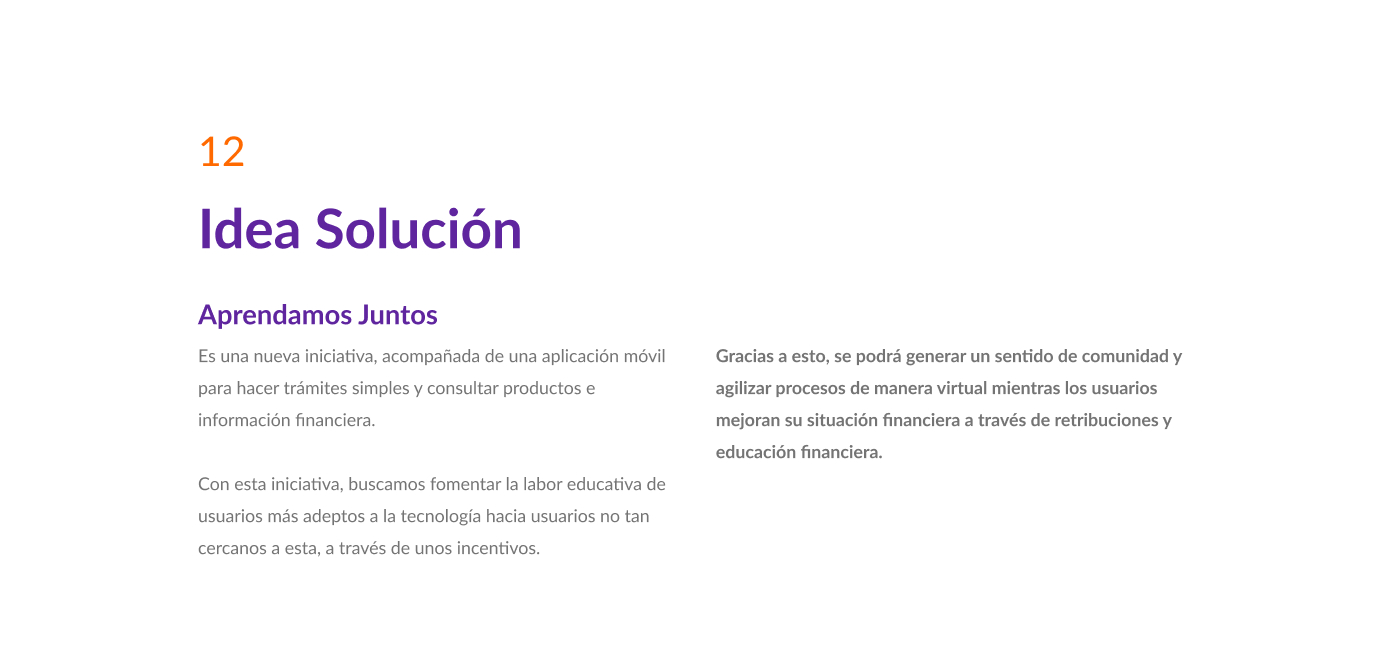 12
Idea Solución
Aprendamos Juntos
Es una nueva iniciativa, acompañada de una aplicación móvil
para hacer trámites simples y consultar productos e
información financiera.
Con esta iniciativa, buscamos fomentar la labor educativa de
usuarios más adeptos a la tecnología hacia usuarios no tan
cercanos a esta, a través de unos incentivos.
Gracias a esto, se podrá generar un sentido de comunidad y
agilizar procesos de manera virtual mientras los usuarios
mejoran su situación financiera a través de retribuciones y
educación financiera.